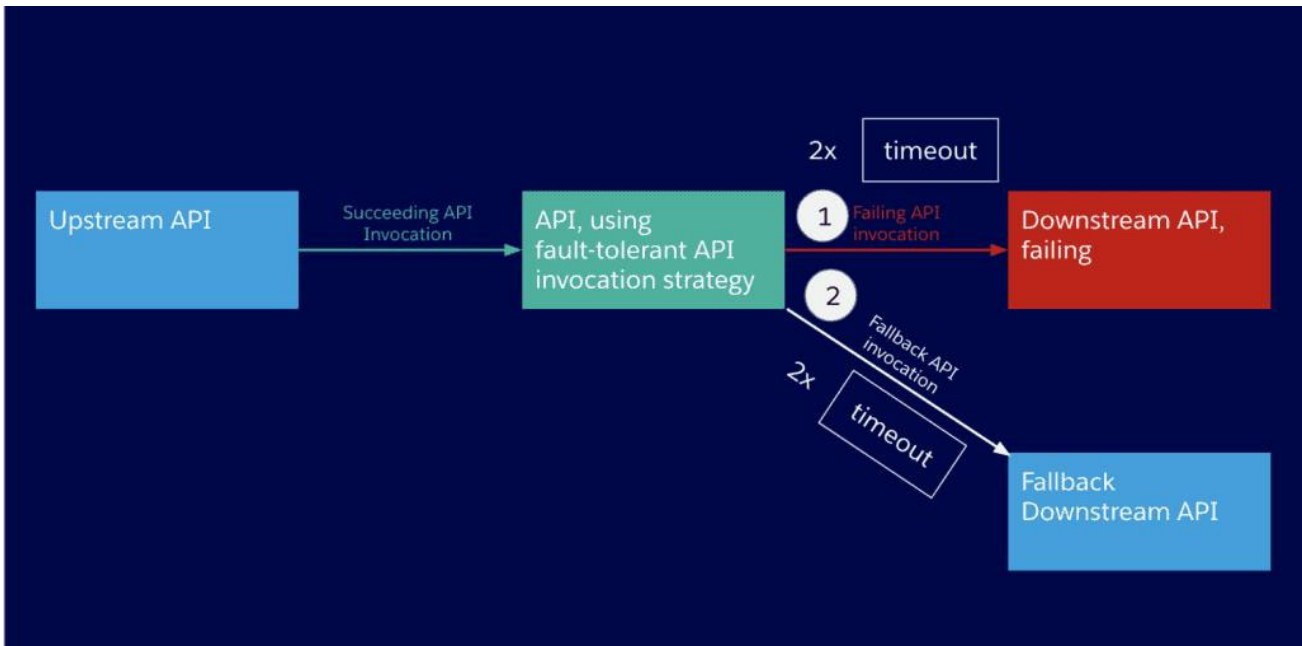 2x timeout
Upstream API
Succeeding API
Invocation
API, using
fault-tolerant API
invocation strategy
1
Failing API
invocation
Downstream API,
failing
2
Fallback API
invocation
2x timeout
Fallback
Downstream API